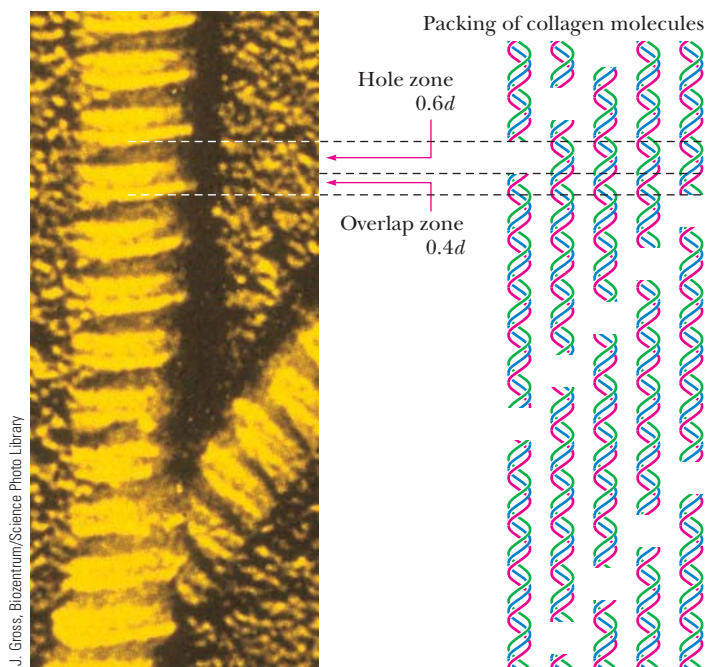 Packing of collagen molecules
Hole zone
0.6d
Overlap zone
0.4d
J. Gross, Biozentrum/Science Photo Library